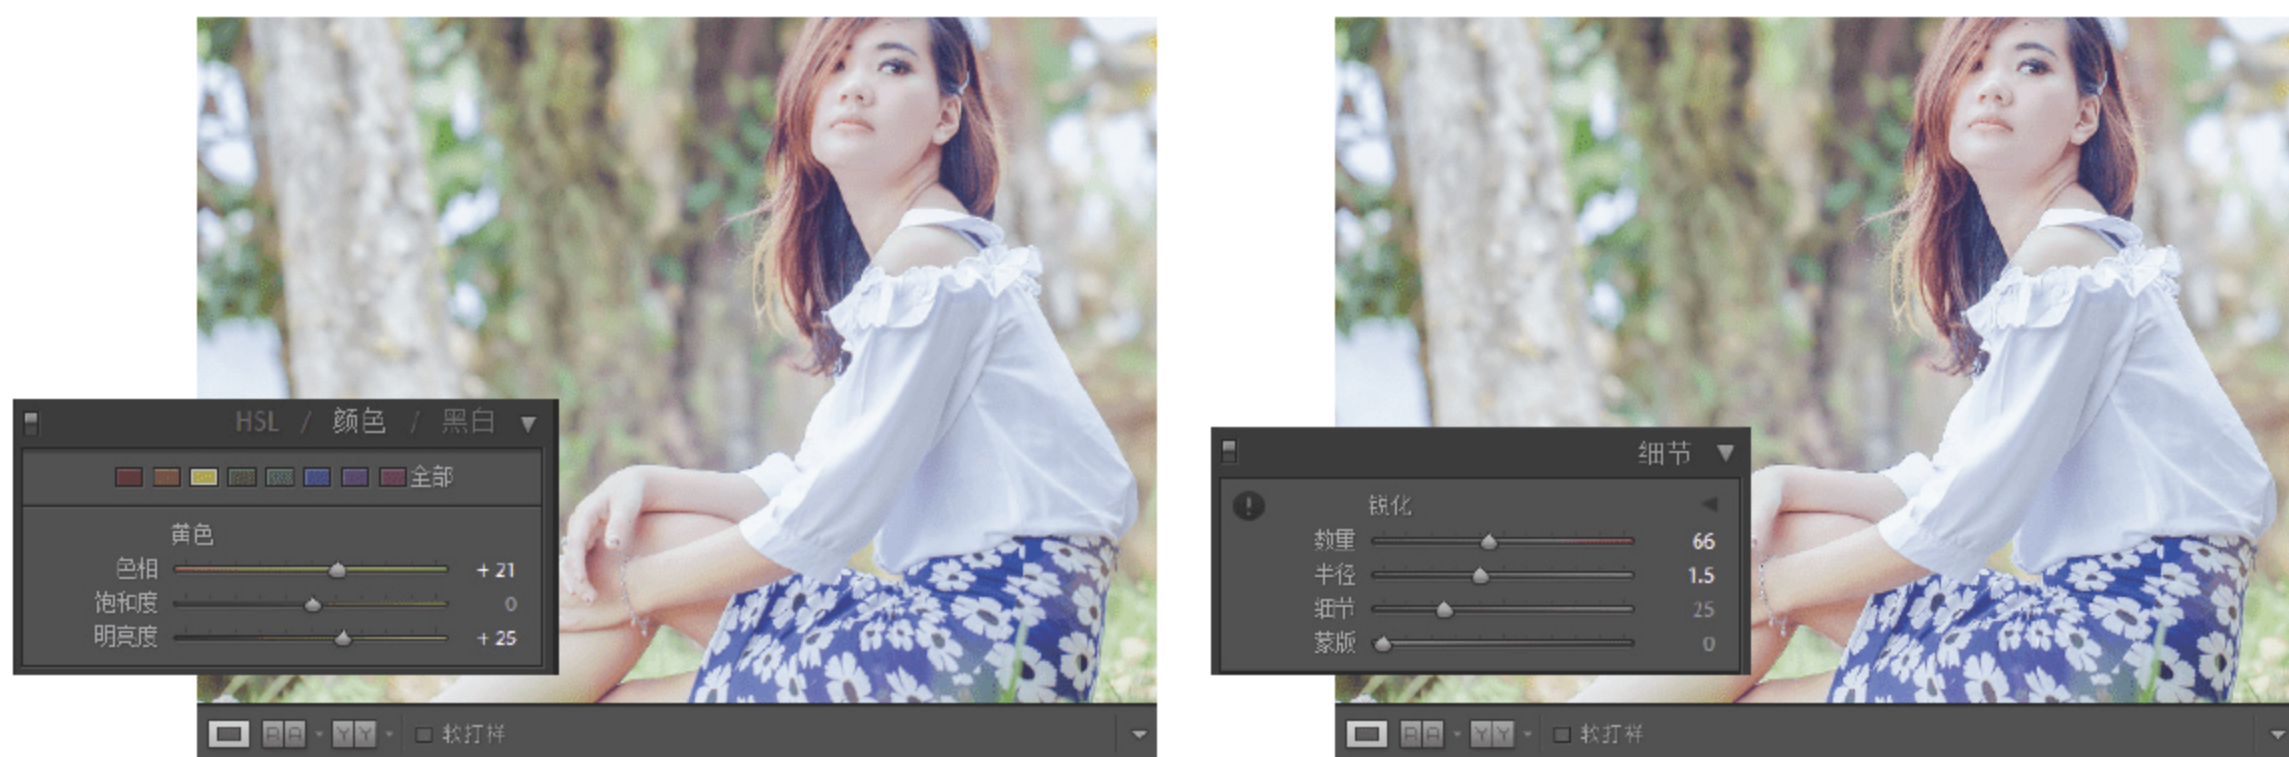 HSL / 颜色 / 黑白
全部
黄色
色相 + 21
饱和度 0
明亮度 + 25
软打样
细节
锐化
数量 66
半径 1.5
细节 25
蒙版 0
软打样